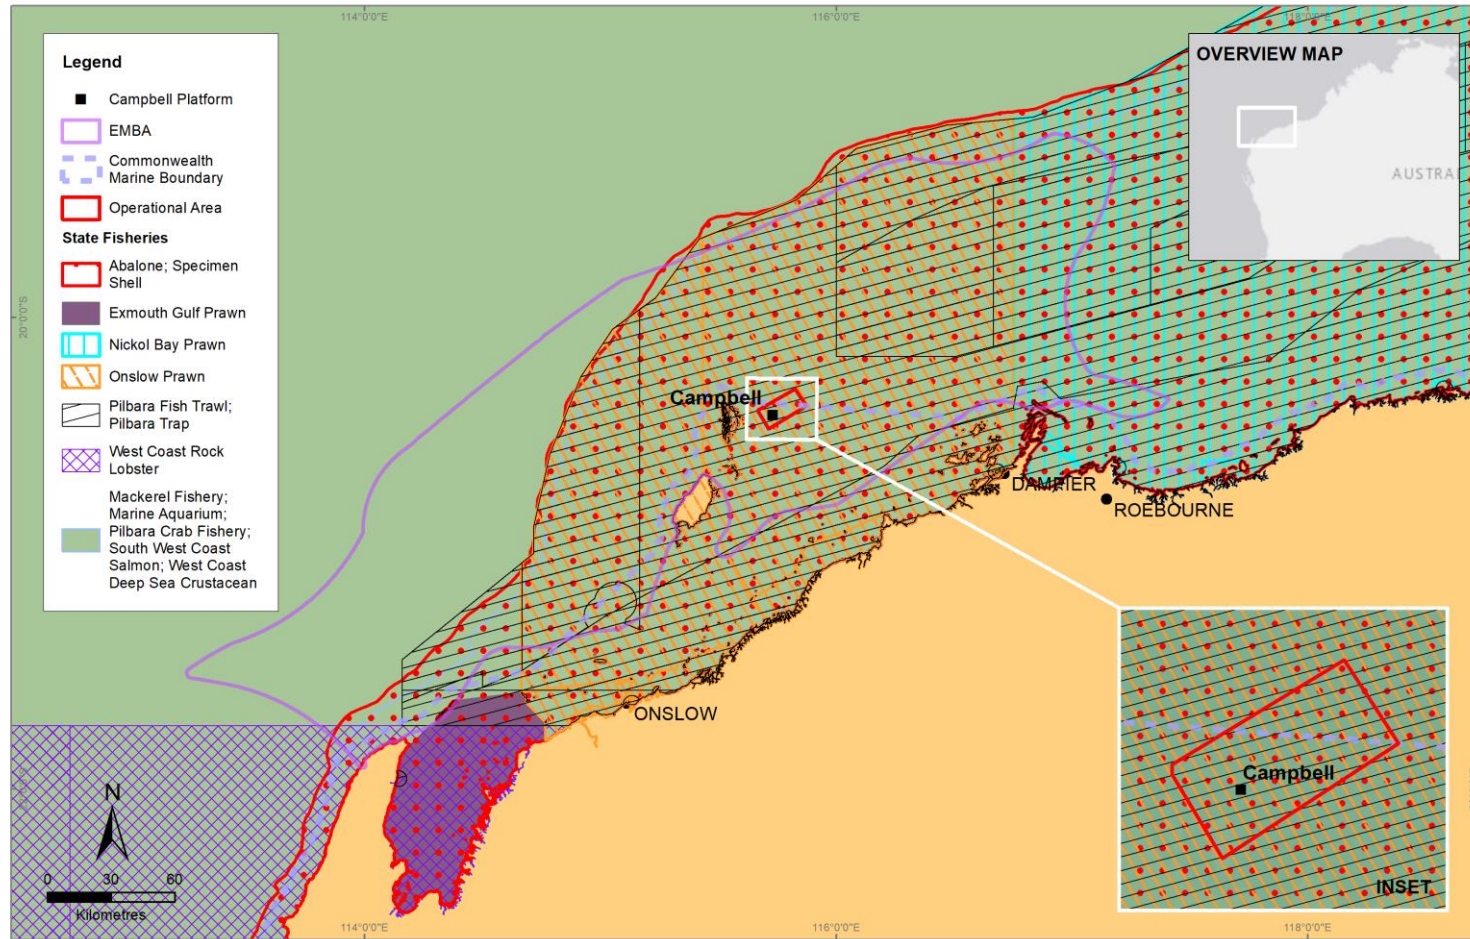 114°0'0"E
116°0'0"E
118°0'0"E
Legend
Campbell Platform
EMBA
Commonwealth
Marine Boundary
Operational Area
State Fisheries
Abalone; Specimen
Shell
Exmouth Gulf Prawn
Nickol Bay Prawn
Onslow Prawn
Pilbara Fish Trawl;
Pilbara Trap
West Coast Rock
Lobster
Mackerel Fishery;
Marine Aquarium;
Pilbara Crab Fishery;
South West Coast
Salmon; West Coast
Deep Sea Crustacean
OVERVIEW MAP
AUSTRA
20°0'0"S
Campbell
DAMPIER
ROEBOURNE
ONSLOW
Campbell
INSET
N
0 30 60
Kilometres
114°0'0"E
116°0'0"E
118°0'0"E